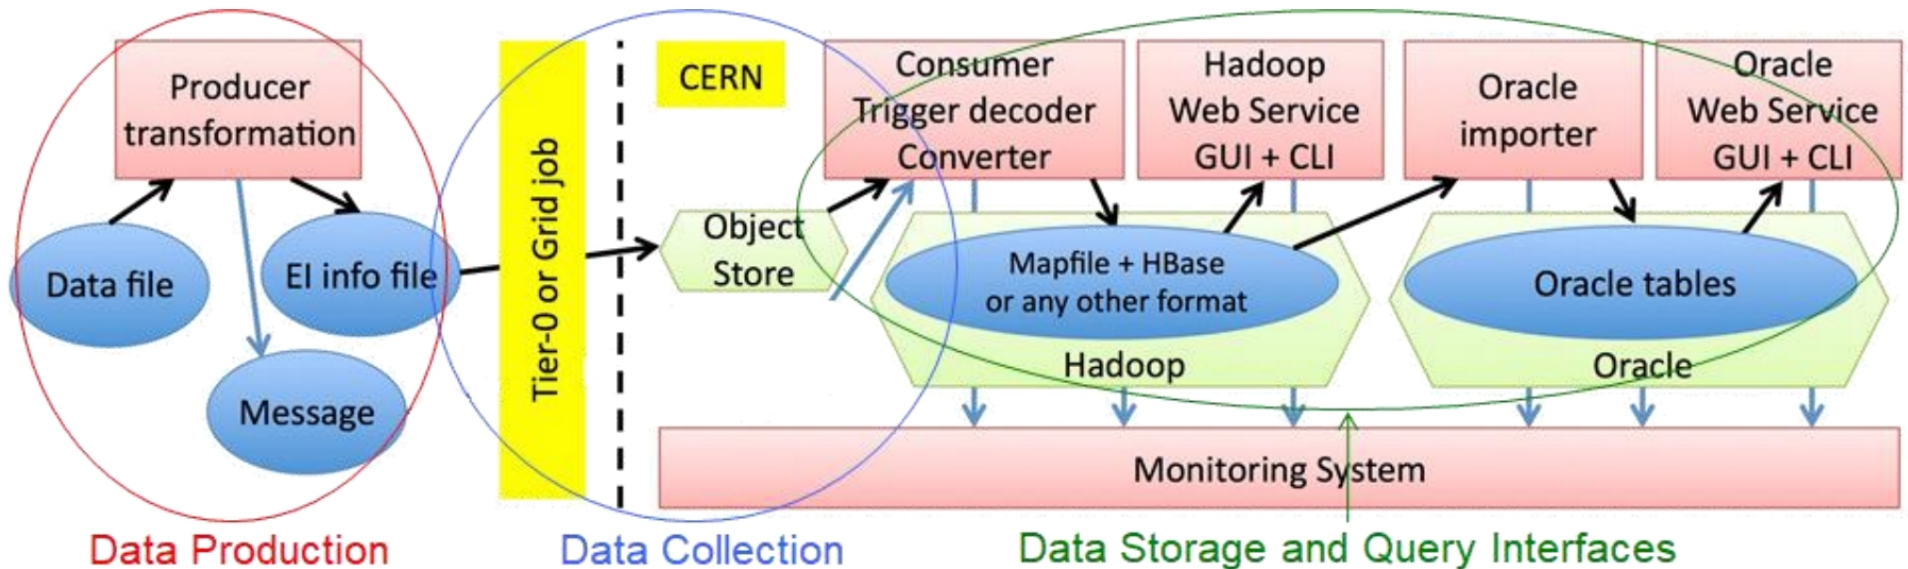 Producer
transformation
Data file
EI info file
Message
Tier-0 or Grid job
CERN
Object
Store
Consumer
Trigger decoder
Converter
Hadoop
Web Service
GUI + CLI
Oracle
importer
Oracle
Web Service
GUI + CLI
Mapfile + HBase
or any other format
Hadoop
Oracle tables
Oracle
Monitoring System
Data Production
Data Collection
Data Storage and Query Interfaces